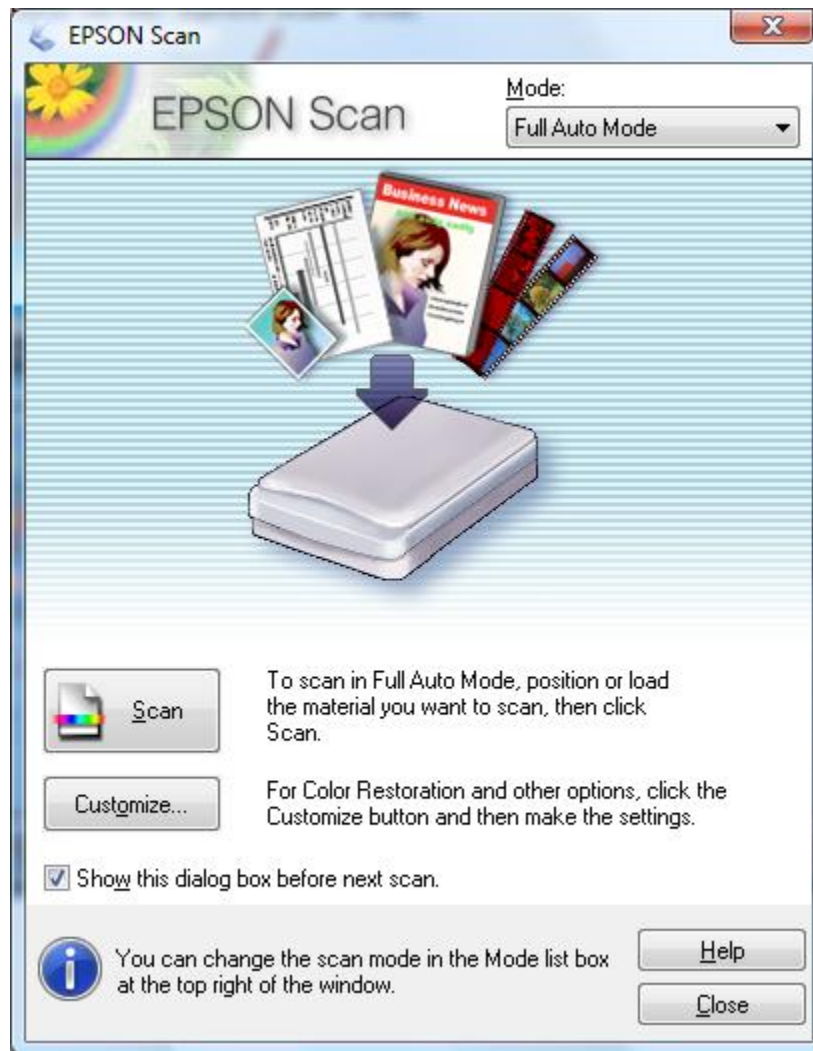 EPSON Scan
EPSON Scan
Mode:
Full Auto Mode
Business News
To scan in Full Auto Mode, position or load
the material you want to scan, then click
Scan.
Scan
For Color Restoration and other options, click the
Customize button and then make the settings.
Customize...
Show this dialog box before next scan.
You can change the scan mode in the Mode list box
at the top right of the window.
Help
Close